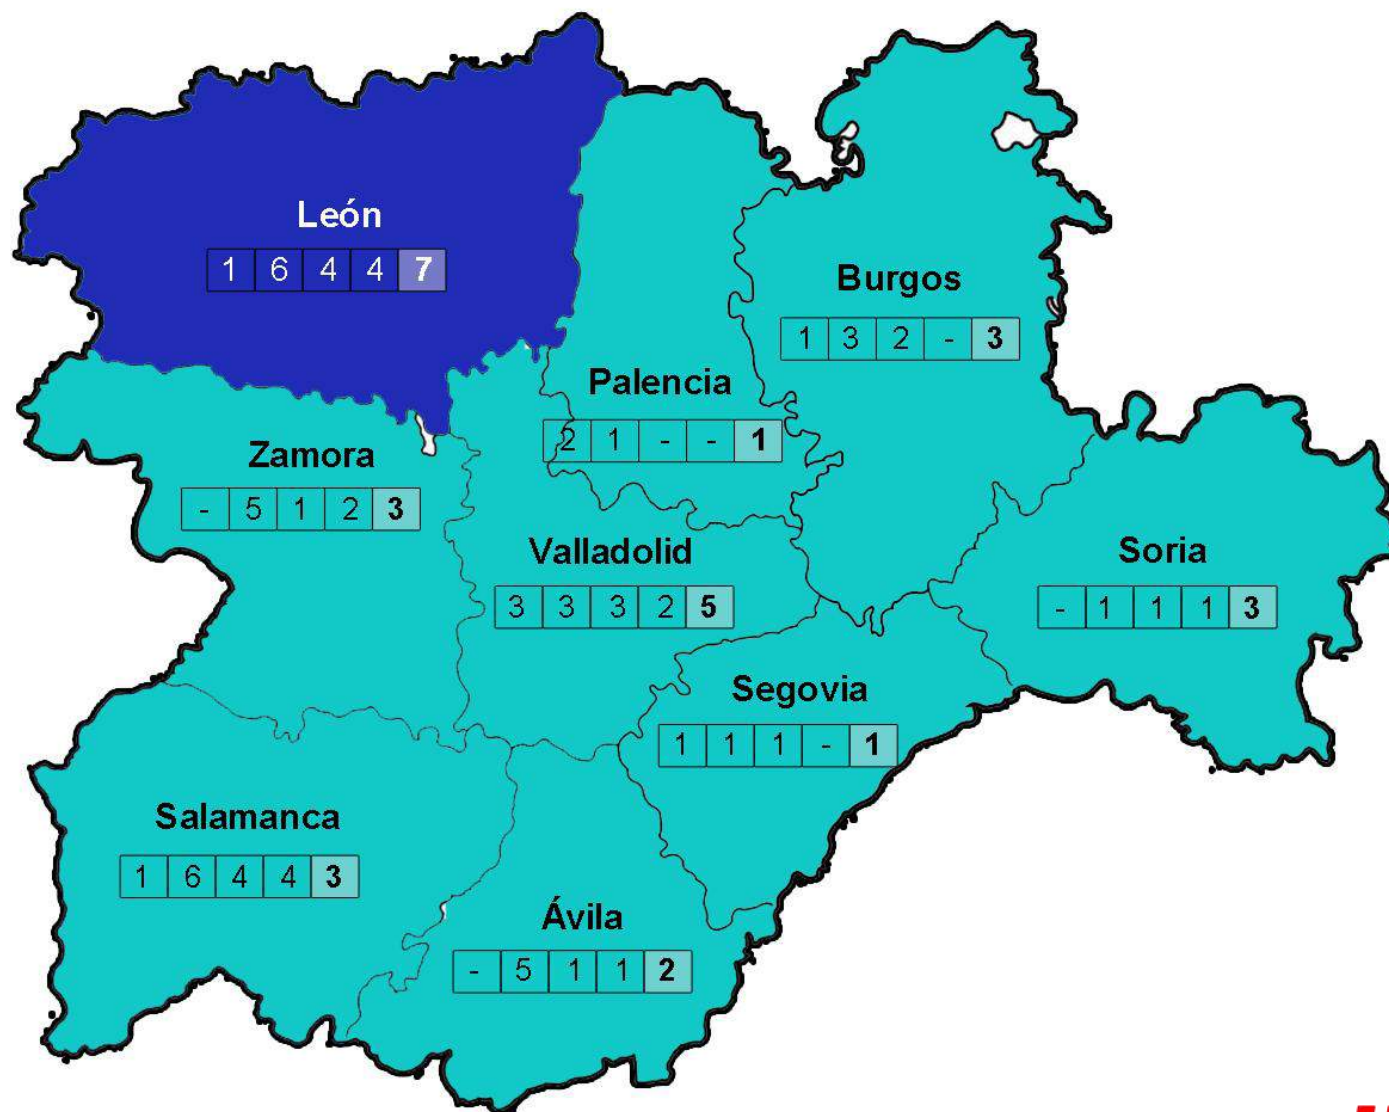 León
1 6 4 4 7
Burgos
1 3 2 - 3
Palencia
2 1 - - 1
Zamora
- 5 1 2 3
Valladolid
3 3 3 2 5
Soria
- 1 1 1 3
Segovia
1 1 1 - 1
Salamanca
1 6 4 4 3
Ávila
- 5 1 1 2